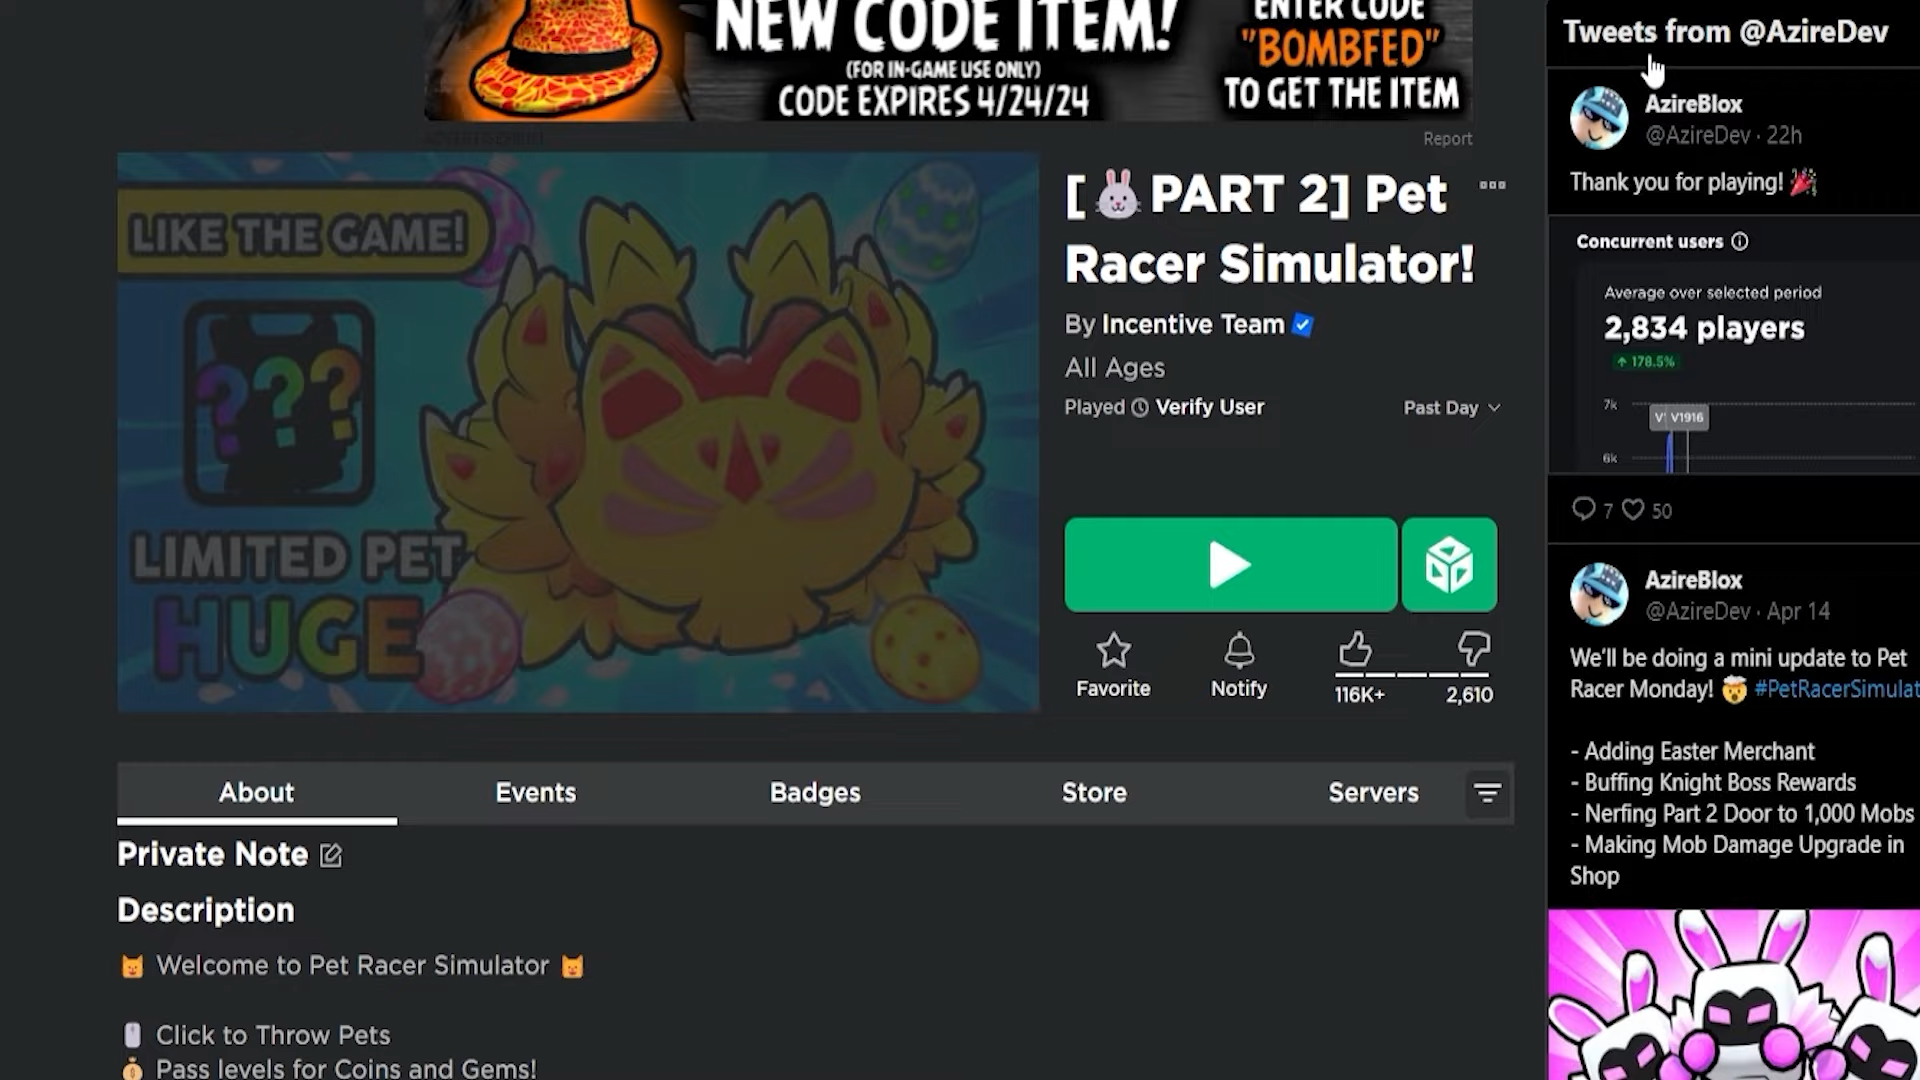 NEW CODE ITEM!
(FOR IN-GAME USE ONLY)
CODE EXPIRES 4/24/24
ENTER CODE
"BOMBFED"
TO GET THE ITEM
ADVERTISEMENT
Report
LIKE THE GAME!
???
LIMITED PET
HUGE
[🐰PART 2] Pet
Racer Simulator!
By Incentive Team
All Ages
Played Verify User
Past Day
Favorite
Notify
116K+
2,610
About
Events
Badges
Store
Servers
Private Note
Description
🐱 Welcome to Pet Racer Simulator 🐱
🖱 Click to Throw Pets
💰 Pass levels for Coins and Gems!
Tweets from @AzireDev
AzireBlox
@AzireDev · 22h
Thank you for playing! 🎉
Concurrent users
Average over selected period
2,834 players
↑ 178.5%
7k
V' V1916
6k
7 50
AzireBlox
@AzireDev · Apr 14
We'll be doing a mini update to Pet
Racer Monday! 🤯 #PetRacerSimulat
- Adding Easter Merchant
- Buffing Knight Boss Rewards
- Nerfing Part 2 Door to 1,000 Mobs
- Making Mob Damage Upgrade in
Shop